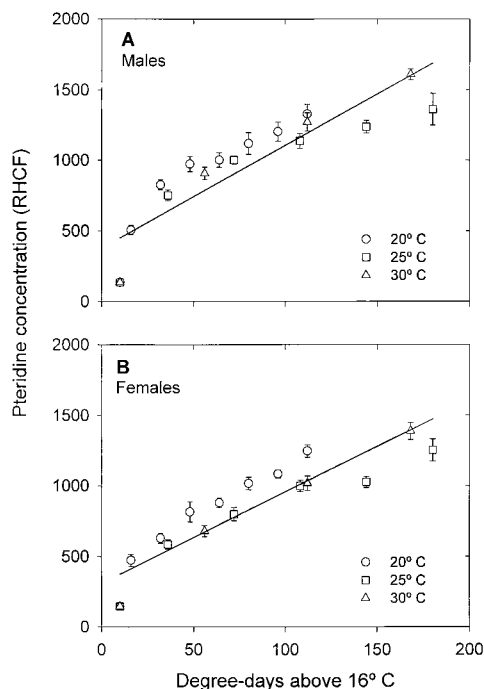 2000
A
Males
1500
1000
500
0
20º C
25º C
30º C
Pteridine concentration (RHCF)
2000
B
Females
1500
1000
500
0
20º C
25º C
30º C
0 50 100 150 200
Degree-days above 16º C